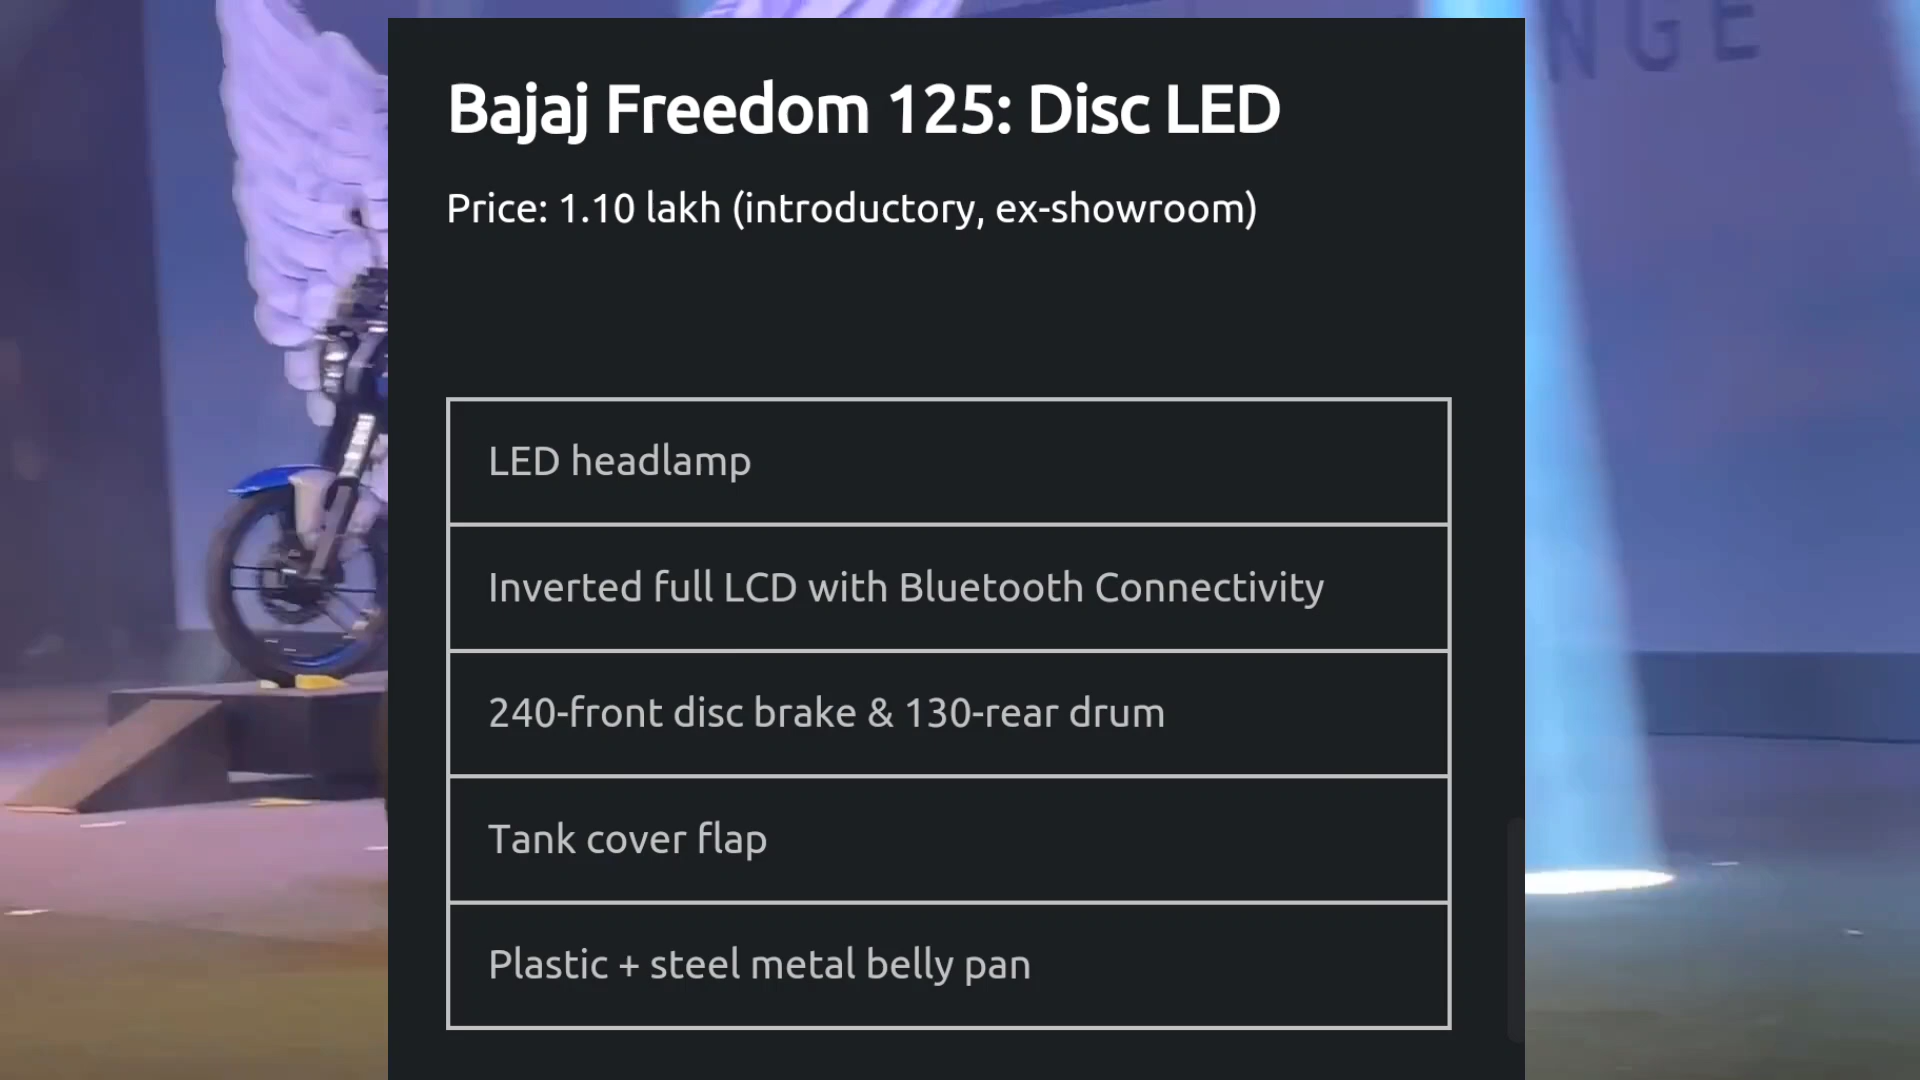 NGE
Bajaj Freedom 125: Disc LED
Price: 1.10 lakh (introductory, ex-showroom)
LED headlamp
Inverted full LCD with Bluetooth Connectivity
240-front disc brake & 130-rear drum
Tank cover flap
Plastic + steel metal belly pan